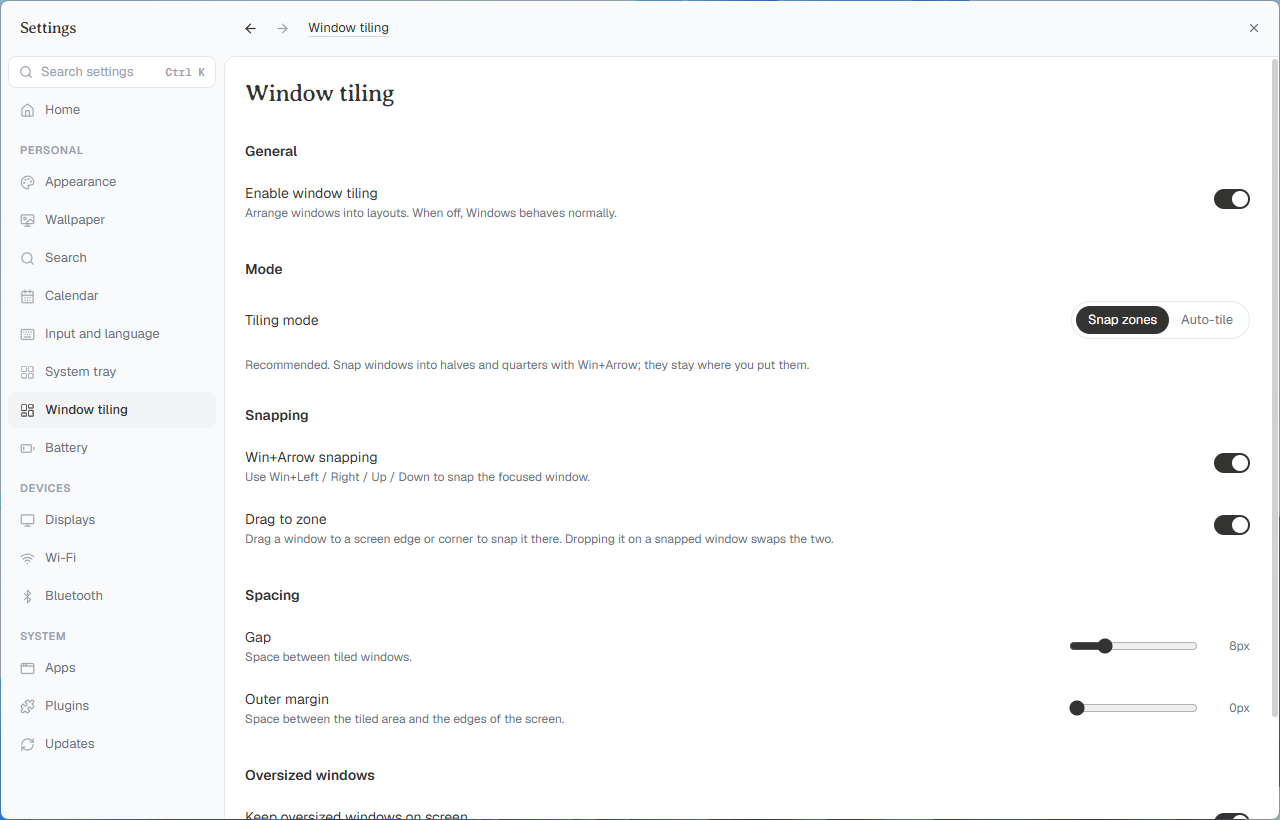 Settings
Window tiling
Search settings Ctrl K
Home
PERSONAL
Appearance
Wallpaper
Search
Calendar
Input and language
System tray
Window tiling
Battery
DEVICES
Displays
Wi-Fi
Bluetooth
SYSTEM
Apps
Plugins
Updates
Window tiling
General
Enable window tiling
Arrange windows into layouts. When off, Windows behaves normally.
Mode
Tiling mode
Snap zones Auto-tile
Recommended. Snap windows into halves and quarters with Win+Arrow; they stay where you put them.
Snapping
Win+Arrow snapping
Use Win+Left / Right / Up / Down to snap the focused window.
Drag to zone
Drag a window to a screen edge or corner to snap it there. Dropping it on a snapped window swaps the two.
Spacing
Gap
Space between tiled windows.
8px
Outer margin
Space between the tiled area and the edges of the screen.
0px
Oversized windows
Keep oversized windows on screen